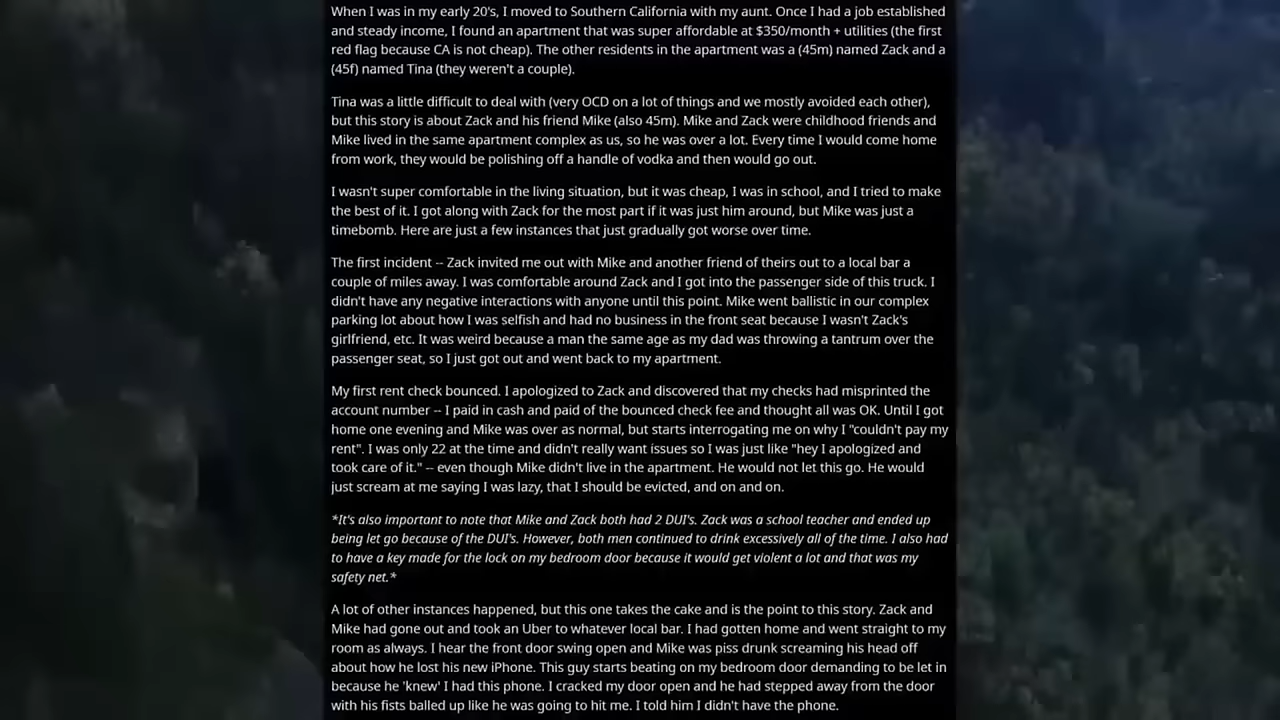 When I was in my early 20's, I moved to Southern California with my aunt. Once I had a job established
and steady income, I found an apartment that was super affordable at $350/month + utilities (the first
red flag because CA is not cheap). The other residents in the apartment was a (45m) named Zack and a
(45f) named Tina (they weren't a couple).
Tina was a little difficult to deal with (very OCD on a lot of things and we mostly avoided each other),
but this story is about Zack and his friend Mike (also 45m). Mike and Zack were childhood friends and
Mike lived in the same apartment complex as us, so he was over a lot. Every time I would come home
from work, they would be polishing off a handle of vodka and then would go out.
I wasn't super comfortable in the living situation, but it was cheap, I was in school, and I tried to make
the best of it. I got along with Zack for the most part if it was just him around, but Mike was just a
timebomb. Here are just a few instances that just gradually got worse over time.
The first incident -- Zack invited me out with Mike and another friend of theirs out to a local bar a
couple of miles away. I was comfortable around Zack and I got into the passenger side of this truck. I
didn't have any negative interactions with anyone until this point. Mike went ballistic in our complex
parking lot about how I was selfish and had no business in the front seat because I wasn't Zack's
girlfriend, etc. It was weird because a man the same age as my dad was throwing a tantrum over the
passenger seat, so I just got out and went back to my apartment.
My first rent check bounced. I apologized to Zack and discovered that my checks had misprinted the
account number -- I paid in cash and paid of the bounced check fee and thought all was OK. Until I got
home one evening and Mike was over as normal, but starts interrogating me on why I "couldn't pay my
rent". I was only 22 at the time and didn't really want issues so I was just like "hey I apologized and
took care of it." -- even though Mike didn't live in the apartment. He would not let this go. He would
just scream at me saying I was lazy, that I should be evicted, and on and on.
*It's also important to note that Mike and Zack both had 2 DUI's. Zack was a school teacher and ended up
being let go because of the DUI's. However, both men continued to drink excessively all of the time. I also had
to have a key made for the lock on my bedroom door because it would get violent a lot and that was my
safety net.*
A lot of other instances happened, but this one takes the cake and is the point to this story. Zack and
Mike had gone out and took an Uber to whatever local bar. I had gotten home and went straight to my
room as always. I hear the front door swing open and Mike was piss drunk screaming his head off
about how he lost his new iPhone. This guy starts beating on my bedroom door demanding to be let in
because he 'knew' I had this phone. I cracked my door open and he had stepped away from the door
with his fists balled up like he was going to hit me. I told him I didn't have the phone.